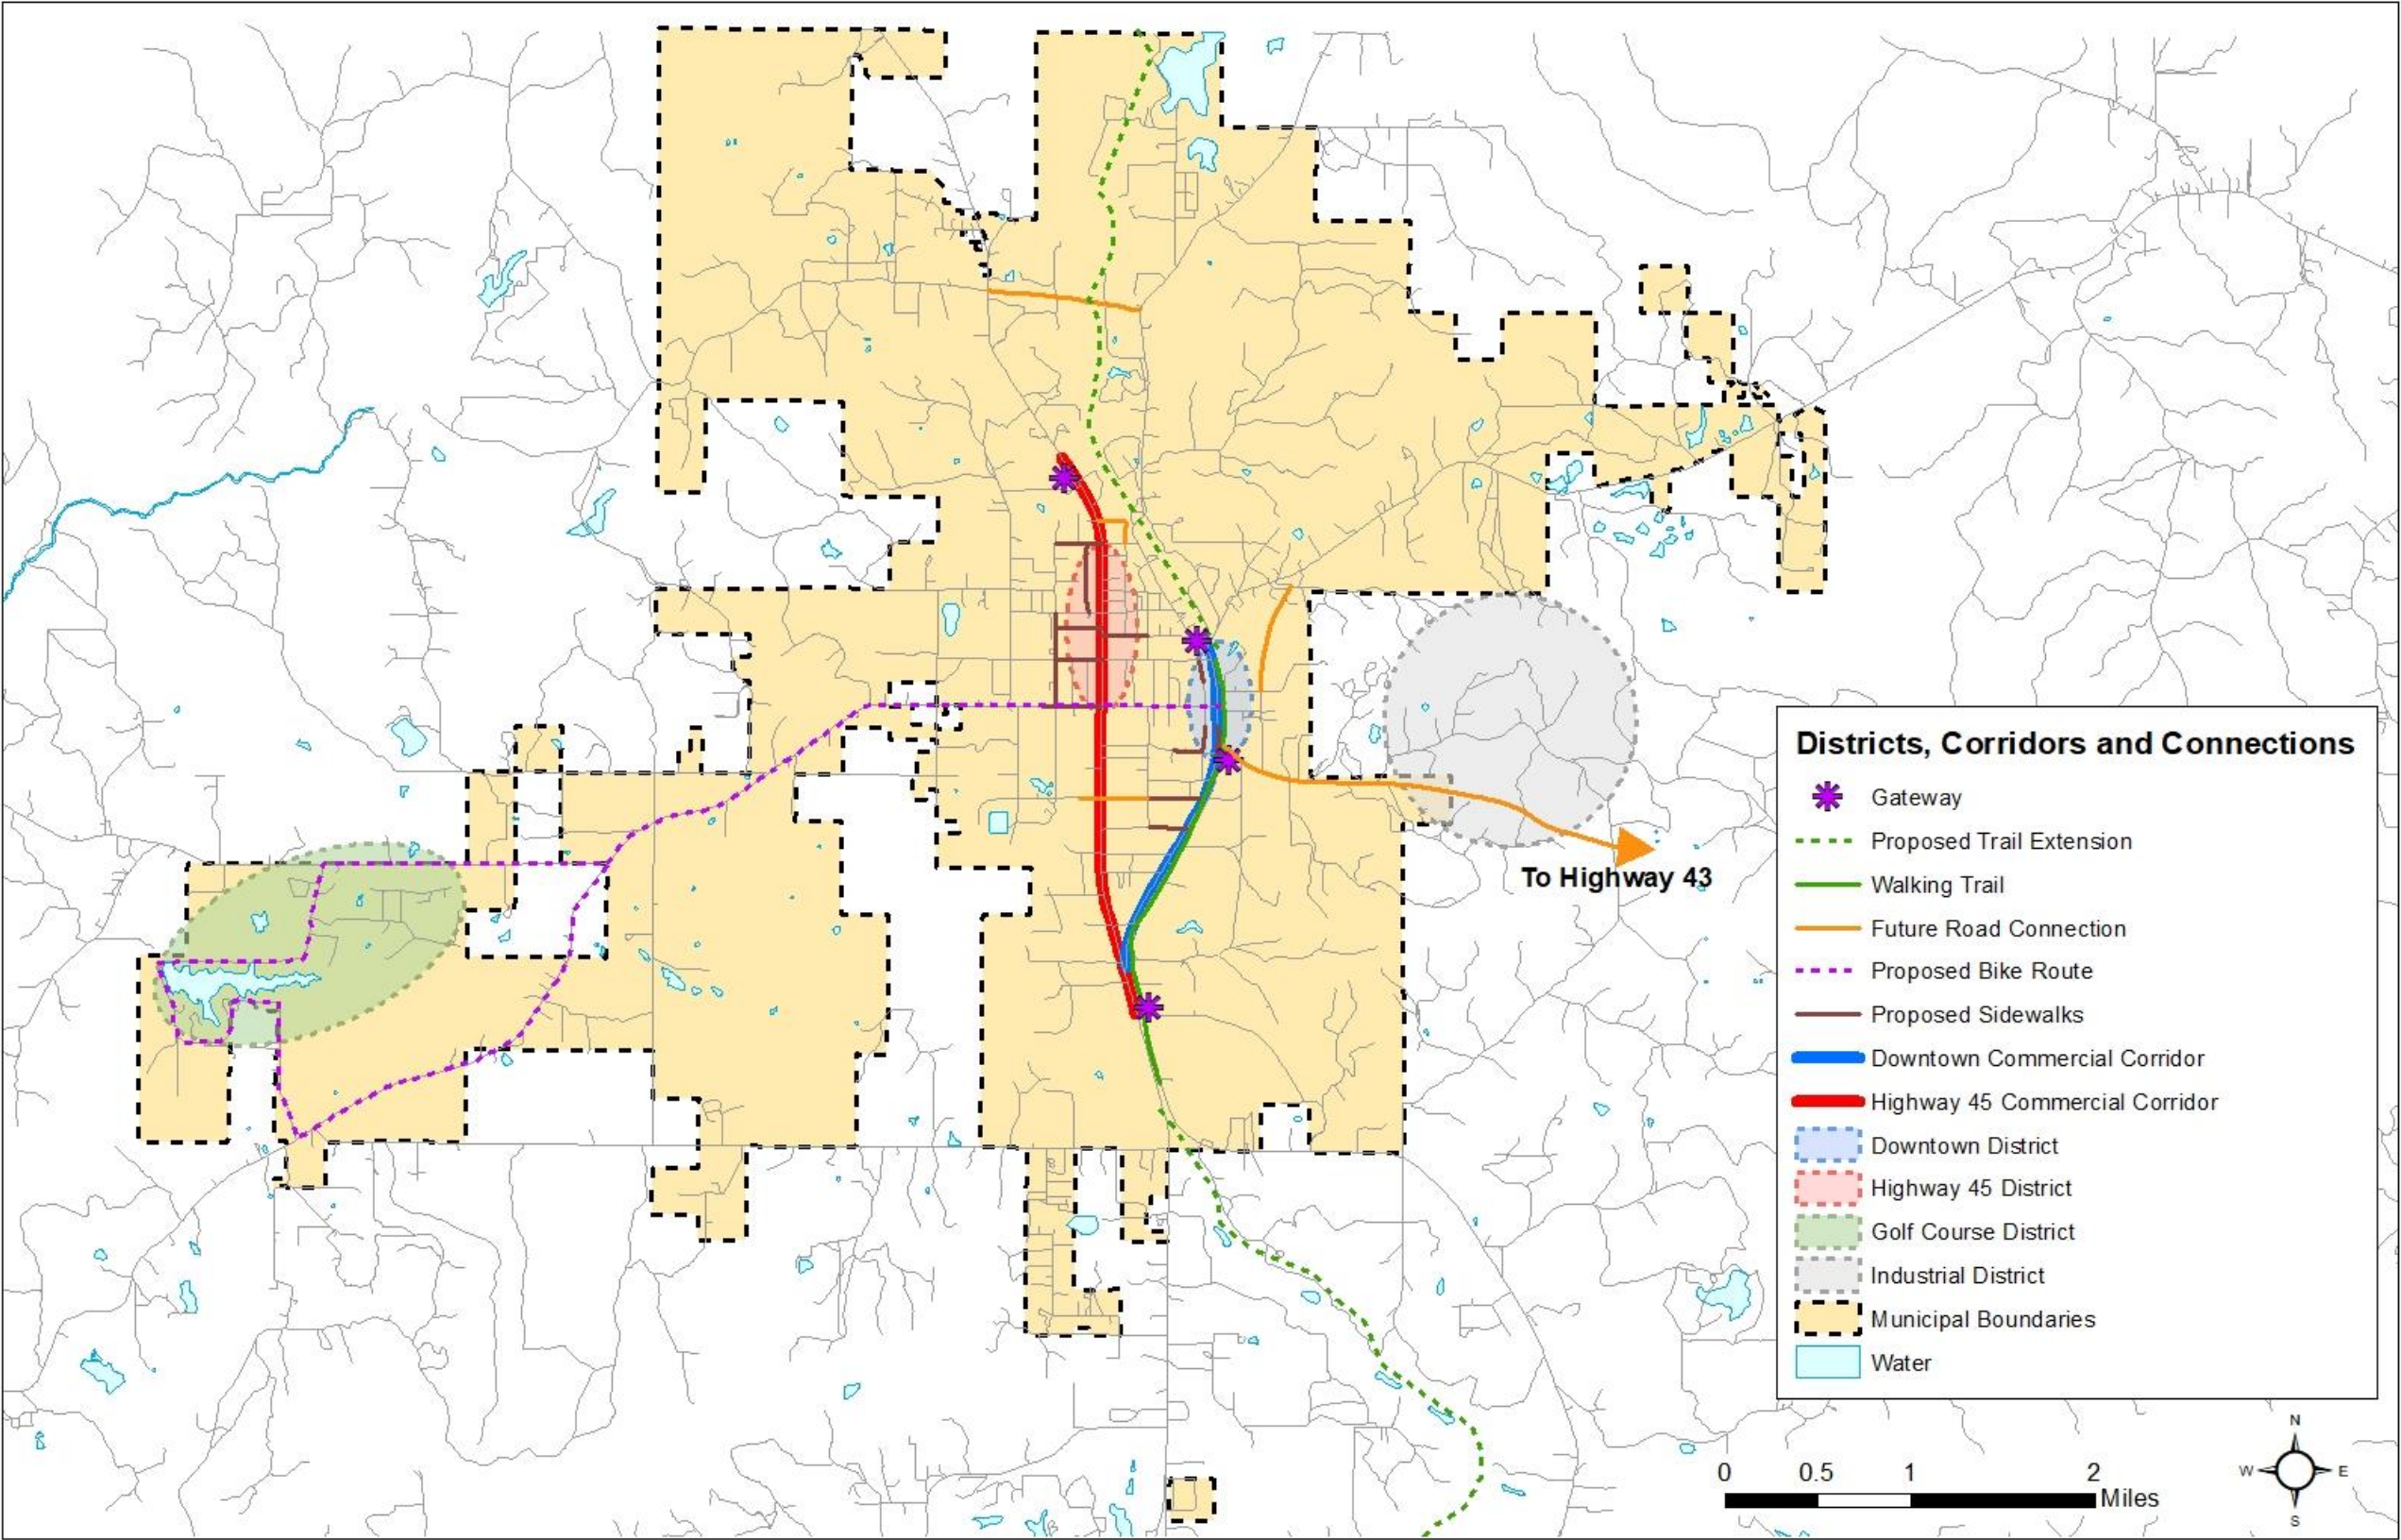 To Highway 43
Districts, Corridors and Connections
Gateway
Proposed Trail Extension
Walking Trail
Future Road Connection
Proposed Bike Route
Proposed Sidewalks
Downtown Commercial Corridor
Highway 45 Commercial Corridor
Downtown District
Highway 45 District
Golf Course District
Industrial District
Municipal Boundaries
Water
0 0.5 1 2
Miles
N
W E
S